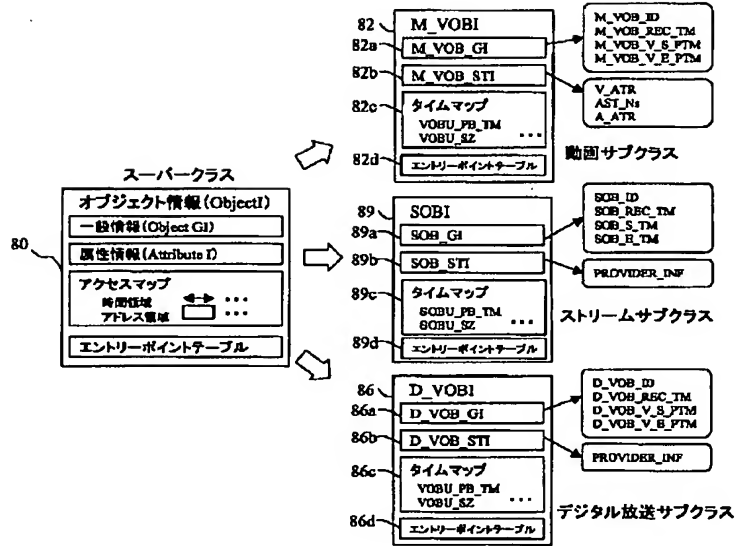 スーパークラス
オブジェクト情報(ObjectI)
一般情報(Object GI)
80
属性情報(Attribute I)
アクセスマップ
時間領域 ・・・
アドレス領域 ・・・
エントリーポイントテーブル
82
M_VOBI
82a
M_VOB_GI
82b
M_VOB_STI
82c
タイムマップ
VOBU_PB_TM
VOBU_SZ ・・・
82d
エントリーポイントテーブル
M_VOB_ID
M_VOB_REC_TM
M_VOB_V_S_PTM
M_VOB_V_E_PTM
V_ATR
AST_Ns
A_ATR
動画サブクラス
89
SOBI
89a
SOB_GI
89b
SOB_STI
89c
タイムマップ
SOBU_PB_TM
SOBU_SZ ・・・
89d
エントリーポイントテーブル
SOB_ID
SOB_REC_TM
SOB_S_TM
SOB_E_TM
PROVIDER_INF
ストリームサブクラス
86
D_VOBI
86a
D_VOB_GI
86b
D_VOB_STI
86c
タイムマップ
VOBU_PB_TM
VOBU_SZ ・・・
86d
エントリーポイントテーブル
D_VOB_ID
D_VOB_REC_TM
D_VOB_V_S_PTM
D_VOB_V_E_PTM
PROVIDER_INF
デジタル放送サブクラス